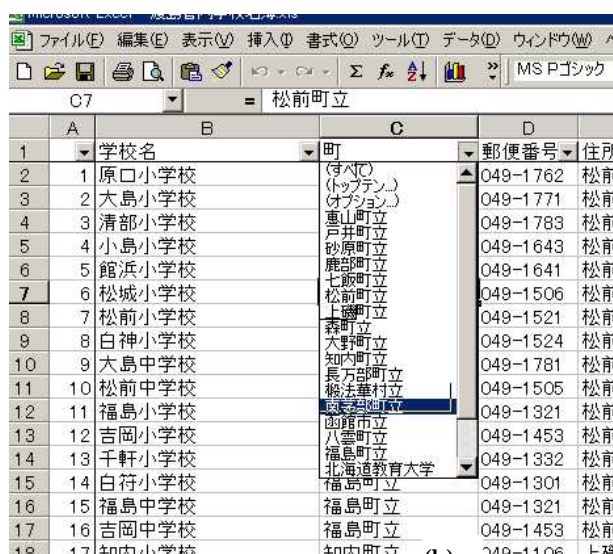 Microsoft Excel - 渡島管内学校名簿.xls
ファイル(F) 編集(E) 表示(V) 挿入(I) 書式(O) ツール(T) データ(D) ウィンドウ(W)
Σ fx MS Pゴシック
C7 = 松前町立
A B C D
1 学校名 町 郵便番号 住所
(すべて)
(トップテン...)
(オプション...)
恵山町立
戸井町立
砂原町立
鹿部町立
七飯町立
松前町立
上磯町立
森町立
大野町立
知内町立
長万部町立
椴法華村立
南茅部町立
函館市立
八雲町立
福島町立
北海道教育大学
2 1 原口小学校 049-1762 松前
3 2 大島小学校 049-1771 松前
4 3 清部小学校 049-1783 松前
5 4 小島小学校 049-1643 松前
6 5 館浜小学校 049-1641 松前
7 6 松城小学校 049-1506 松前
8 7 松前小学校 049-1521 松前
9 8 白神小学校 049-1524 松前
10 9 大島中学校 049-1781 松前
11 10 松前中学校 049-1505 松前
12 11 福島小学校 049-1321 松前
13 12 吉岡小学校 049-1453 松前
14 13 千軒小学校 049-1332 松前
15 14 白符小学校 福島町立 049-1301 松前
16 15 福島中学校 福島町立 049-1321 松前
17 16 吉岡中学校 福島町立 049-1453 松前
18 17 知内小学校 知内町立 049-1106 上磯